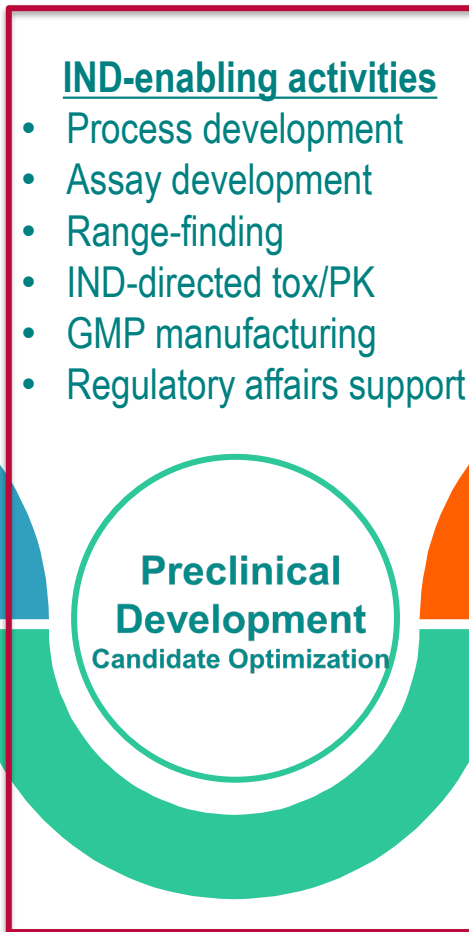 IND-enabling activities
• Process development
• Assay development
• Range-finding
• IND-directed tox/PK
• GMP manufacturing
• Regulatory affairs support
Preclinical
Development
Candidate Optimization